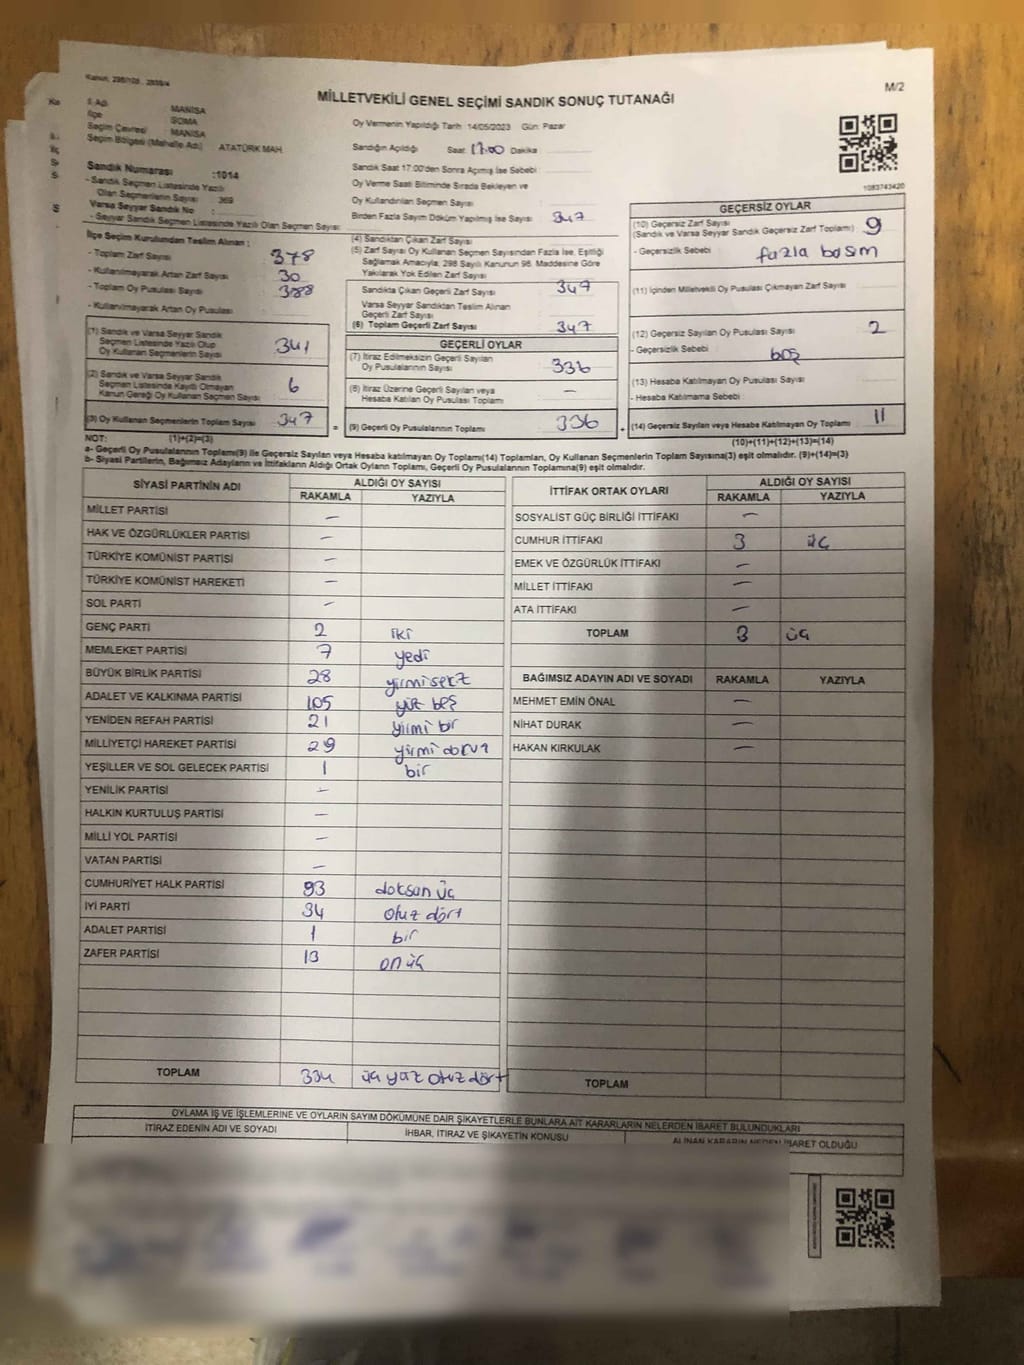 Kanun: 298/105 , 2839/4
M/2
MİLLETVEKİLİ GENEL SEÇİMİ SANDIK SONUÇ TUTANAĞI
İl Adı MANİSA
İlçe SOMA
Seçim Çevresi MANİSA
Seçim Bölgesi (Mahalle Adı) ATATÜRK MAH.
Sandık Numarası :1014
- Sandık Seçmen Listesinde Yazılı
Olan Seçmenlerin Sayısı 369
Varsa Seyyar Sandık No :
- Seyyar Sandık Seçmen Listesinde Yazılı Olan Seçmen Sayısı:
İlçe Seçim Kurulundan Teslim Alınan :
- Toplam Zarf Sayısı 378
- Kullanılmayarak Artan Zarf Sayısı 30
- Toplam Oy Pusulası Sayısı
- Kullanılmayarak Artan Oy Pusulası
(1) Sandık ve Varsa Seyyar Sandık
Seçmen Listesinde Yazılı Olup
Oy Kullanan Seçmenlerin Sayısı 341
(2) Sandık ve Varsa Seyyar Sandık
Seçmen Listesinde Kayıtlı Olmayan
Kanun Gereği Oy Kullanan Seçmen Sayısı 6
(3) Oy Kullanan Seçmenlerin Toplam Sayısı 347 =
Oy Vermenin Yapıldığı Tarih :14/05/2023 Gün: Pazar
Sandığın Açıldığı Saat: 17:00 Dakika
Sandık Saat 17:00'den Sonra Açımış İse Sebebi :
Oy Verme Saati Bitiminde Sırada Bekleyen ve
Oy Kullandırılan Seçmen Sayısı
Birden Fazla Sayım Döküm Yapılmış İse Sayısı 347
(4) Sandıktan Çıkan Zarf Sayısı
(5) Zarf Sayısı Oy Kullanan Seçmen Sayısından Fazla İse, Eşitliği
Sağlamak Amacıyla, 298 Sayılı Kanunun 98. Maddesine Göre
Yakılarak Yok Edilen Zarf Sayısı
Sandıkta Çıkan Geçerli Zarf Sayısı 347
Varsa Seyyar Sandıktan Teslim Alınan
Geçerli Zarf Sayısı
(6) Toplam Geçerli Zarf Sayısı 347
GEÇERLİ OYLAR
(7) İtiraz Edilmeksizin Geçerli Sayılan
Oy Pusulalarının Sayısı 336
(8) İtiraz Üzerine Geçerli Sayılan veya
Hesaba Katılan Oy Pusulası Toplamı —
(9) Geçerli Oy Pusulalarının Toplamı 336 +
1083743420
GEÇERSİZ OYLAR
(10) Geçersiz Zarf Sayısı
(Sandık ve Varsa Seyyar Sandık Geçersiz Zarf Toplamı) 9
- Geçersizlik Sebebi fazla basım
(11) İçinden Milletvekili Oy Pusulası Çıkmayan Zarf Sayısı
(12) Geçersiz Sayılan Oy Pusulası Sayısı 2
- Geçersizlik Sebebi boş
(13) Hesaba Katılmayan Oy Pusulası Sayısı
- Hesaba Katılmama Sebebi
(14) Geçersiz Sayılan veya Hesaba Katılmayan Oy Toplamı 11
NOT: (1)+(2)=(3) (10)+(11)+(12)+(13)=(14)
a- Geçerli Oy Pusulalarının Toplamı(9) ile Geçersiz Sayılan veya Hesaba Katılmayan Oy Toplamı(14) Toplamları, Oy Kullanan Seçmenlerin Toplam Sayısına(3) eşit olmalıdır. (9)+(14)=(3)
b- Siyasi Partilerin, Bağımsız Adayların ve İttifakların Aldığı Ortak Oyların Toplamı, Geçerli Oy Pusulalarının Toplamına(9) eşit olmalıdır.
SİYASİ PARTİNİN ADI ALDIĞI OY SAYISI
RAKAMLA YAZIYLA
MİLLET PARTİSİ —
HAK VE ÖZGÜRLÜKLER PARTİSİ —
TÜRKİYE KOMÜNİST PARTİSİ —
TÜRKİYE KOMÜNİST HAREKETİ —
SOL PARTİ —
GENÇ PARTİ 2 iki
MEMLEKET PARTİSİ 7 yedi
BÜYÜK BİRLİK PARTİSİ 28 yirmisekz
ADALET VE KALKINMA PARTİSİ 105 yüz beş
YENİDEN REFAH PARTİSİ 21 yirmi bir
MİLLİYETÇİ HAREKET PARTİSİ 29 yirmi
YEŞİLLER VE SOL GELECEK PARTİSİ 1 bir
YENİLİK PARTİSİ —
HALKIN KURTULUŞ PARTİSİ —
MİLLİ YOL PARTİSİ —
VATAN PARTİSİ —
CUMHURİYET HALK PARTİSİ 93 doksan üç
İYİ PARTİ 34 otuz dört
ADALET PARTİSİ 1 bir
ZAFER PARTİSİ 13 on üç
TOPLAM 334 üç yüz otuz dört
İTTİFAK ORTAK OYLARI ALDIĞI OY SAYISI
RAKAMLA YAZIYLA
SOSYALİST GÜÇ BİRLİĞİ İTTİFAKI —
CUMHUR İTTİFAKI 3 üç
EMEK VE ÖZGÜRLÜK İTTİFAKI —
MİLLET İTTİFAKI —
ATA İTTİFAKI —
TOPLAM 3 üç
BAĞIMSIZ ADAYIN ADI VE SOYADI RAKAMLA YAZIYLA
MEHMET EMİN ÖNAL —
NİHAT DURAK —
HAKAN KIRKULAK —
TOPLAM
OYLAMA İŞ VE İŞLEMLERİNE VE OYLARIN SAYIM DÖKÜMÜNE DAİR ŞİKAYETLERLE BUNLARA AİT KARARLARIN NELERDEN İBARET BULUNDUKLARI
İTİRAZ EDENİN ADI VE SOYADI İHBAR, İTİRAZ VE ŞİKAYETİN KONUSU ALINAN KARARIN NEDEN İBARET OLDUĞU